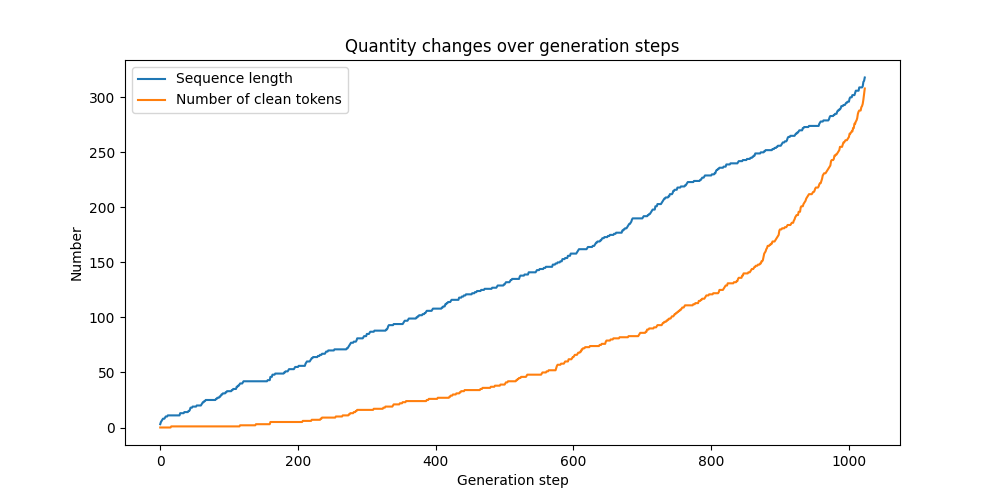 Quantity changes over generation steps
Sequence length
Number of clean tokens
Number
300
250
200
150
100
50
0
0 200 400 600 800 1000
Generation step